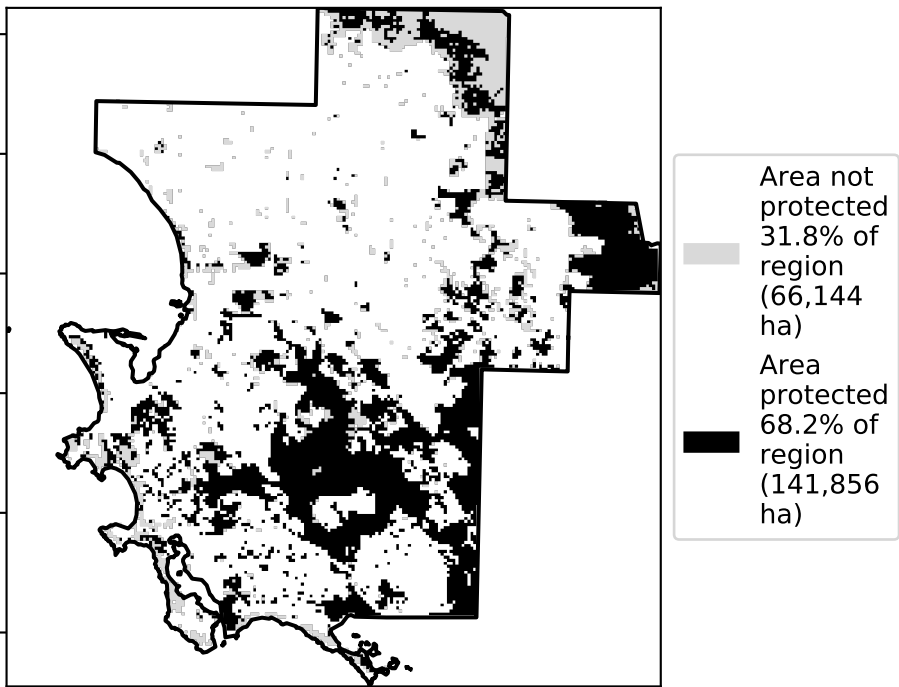 Area not
protected
31.8% of
region
(66,144
ha)
Area
protected
68.2% of
region
(141,856
ha)